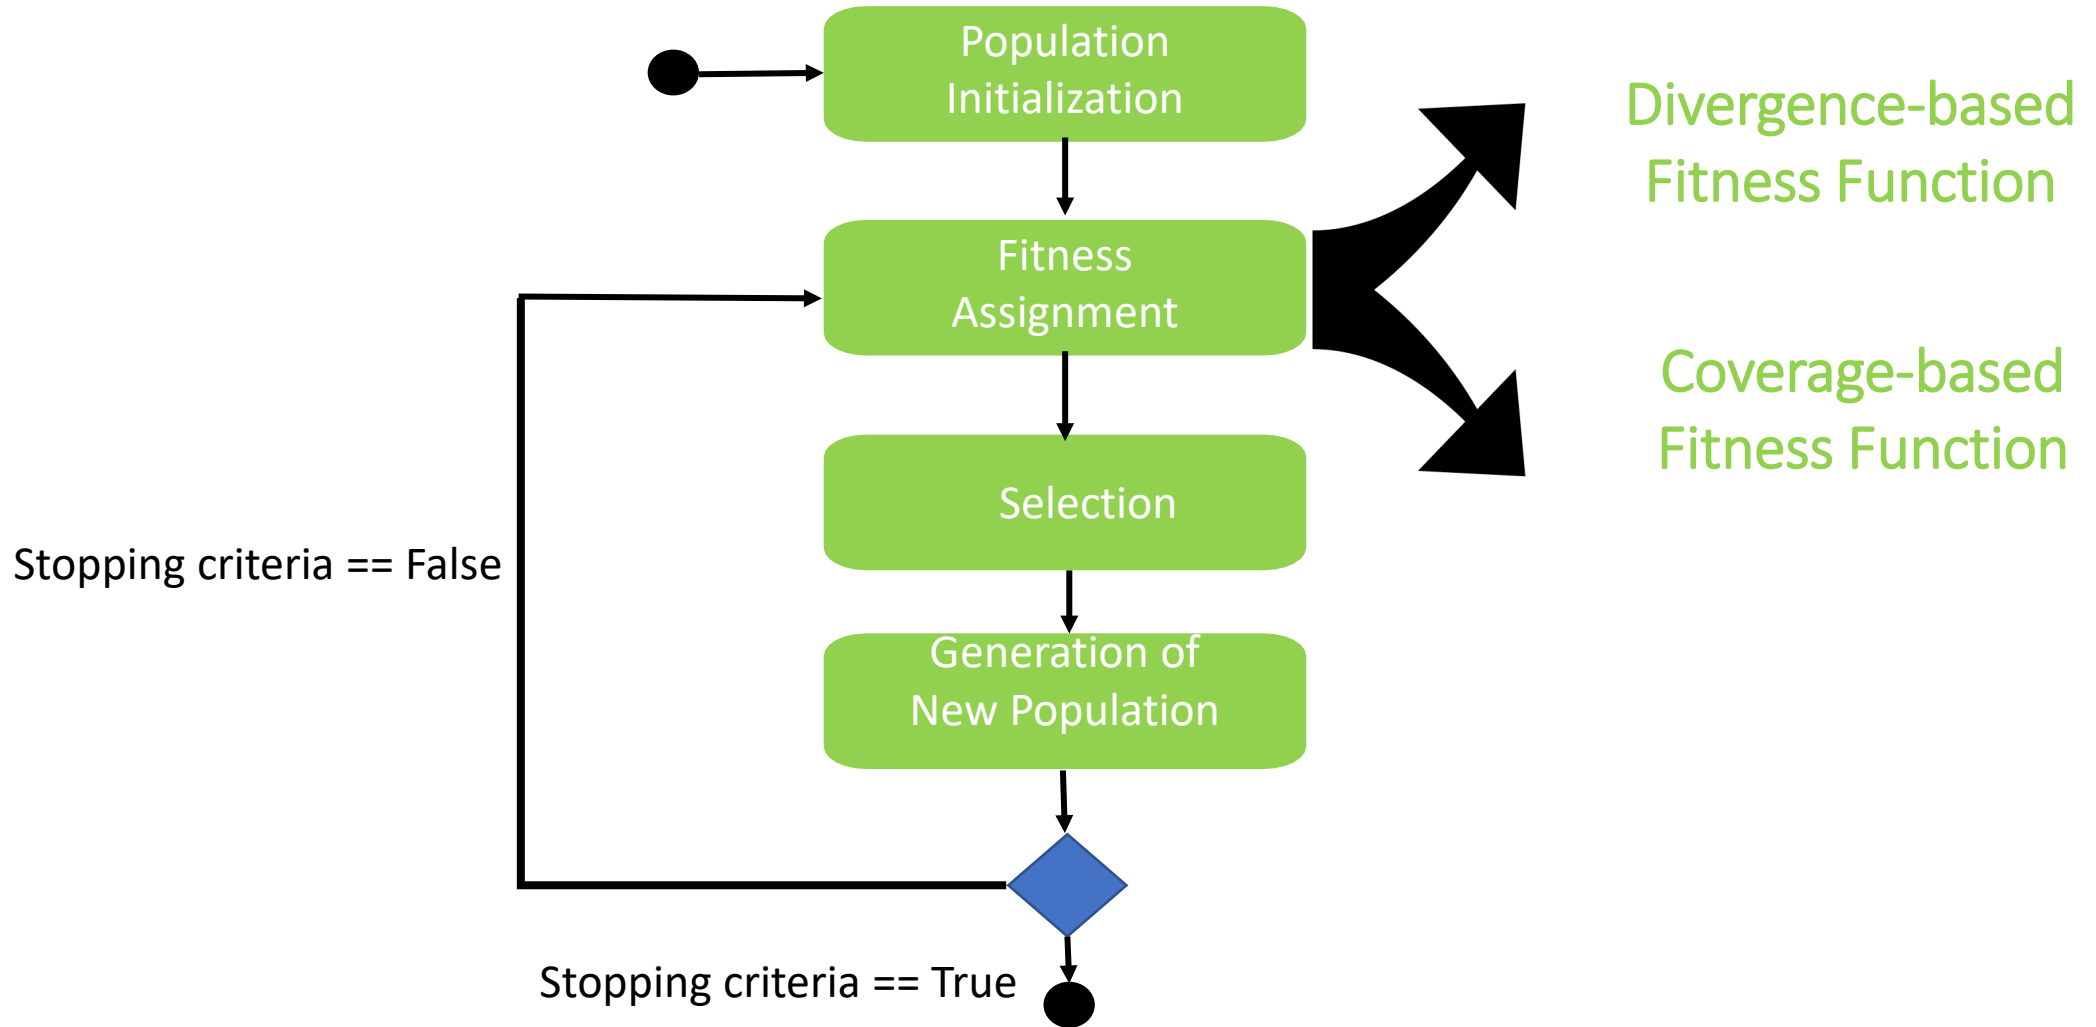 Population
Initialization
Divergence-based
Fitness Function
Fitness
Assignment
Coverage-based
Fitness Function
Selection
Stopping criteria == False
Generation of
New Population
Stopping criteria == True